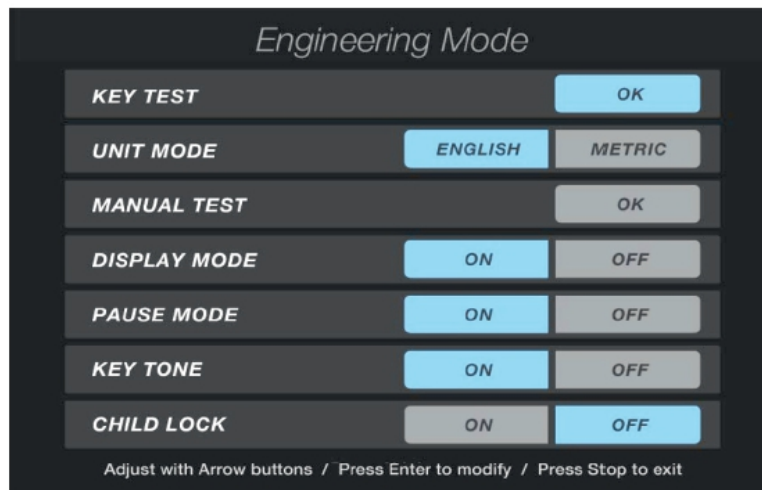 Engineering Mode
KEY TEST OK
UNIT MODE ENGLISH METRIC
MANUAL TEST OK
DISPLAY MODE ON OFF
PAUSE MODE ON OFF
KEY TONE ON OFF
CHILD LOCK ON OFF
Adjust with Arrow buttons / Press Enter to modify / Press Stop to exit